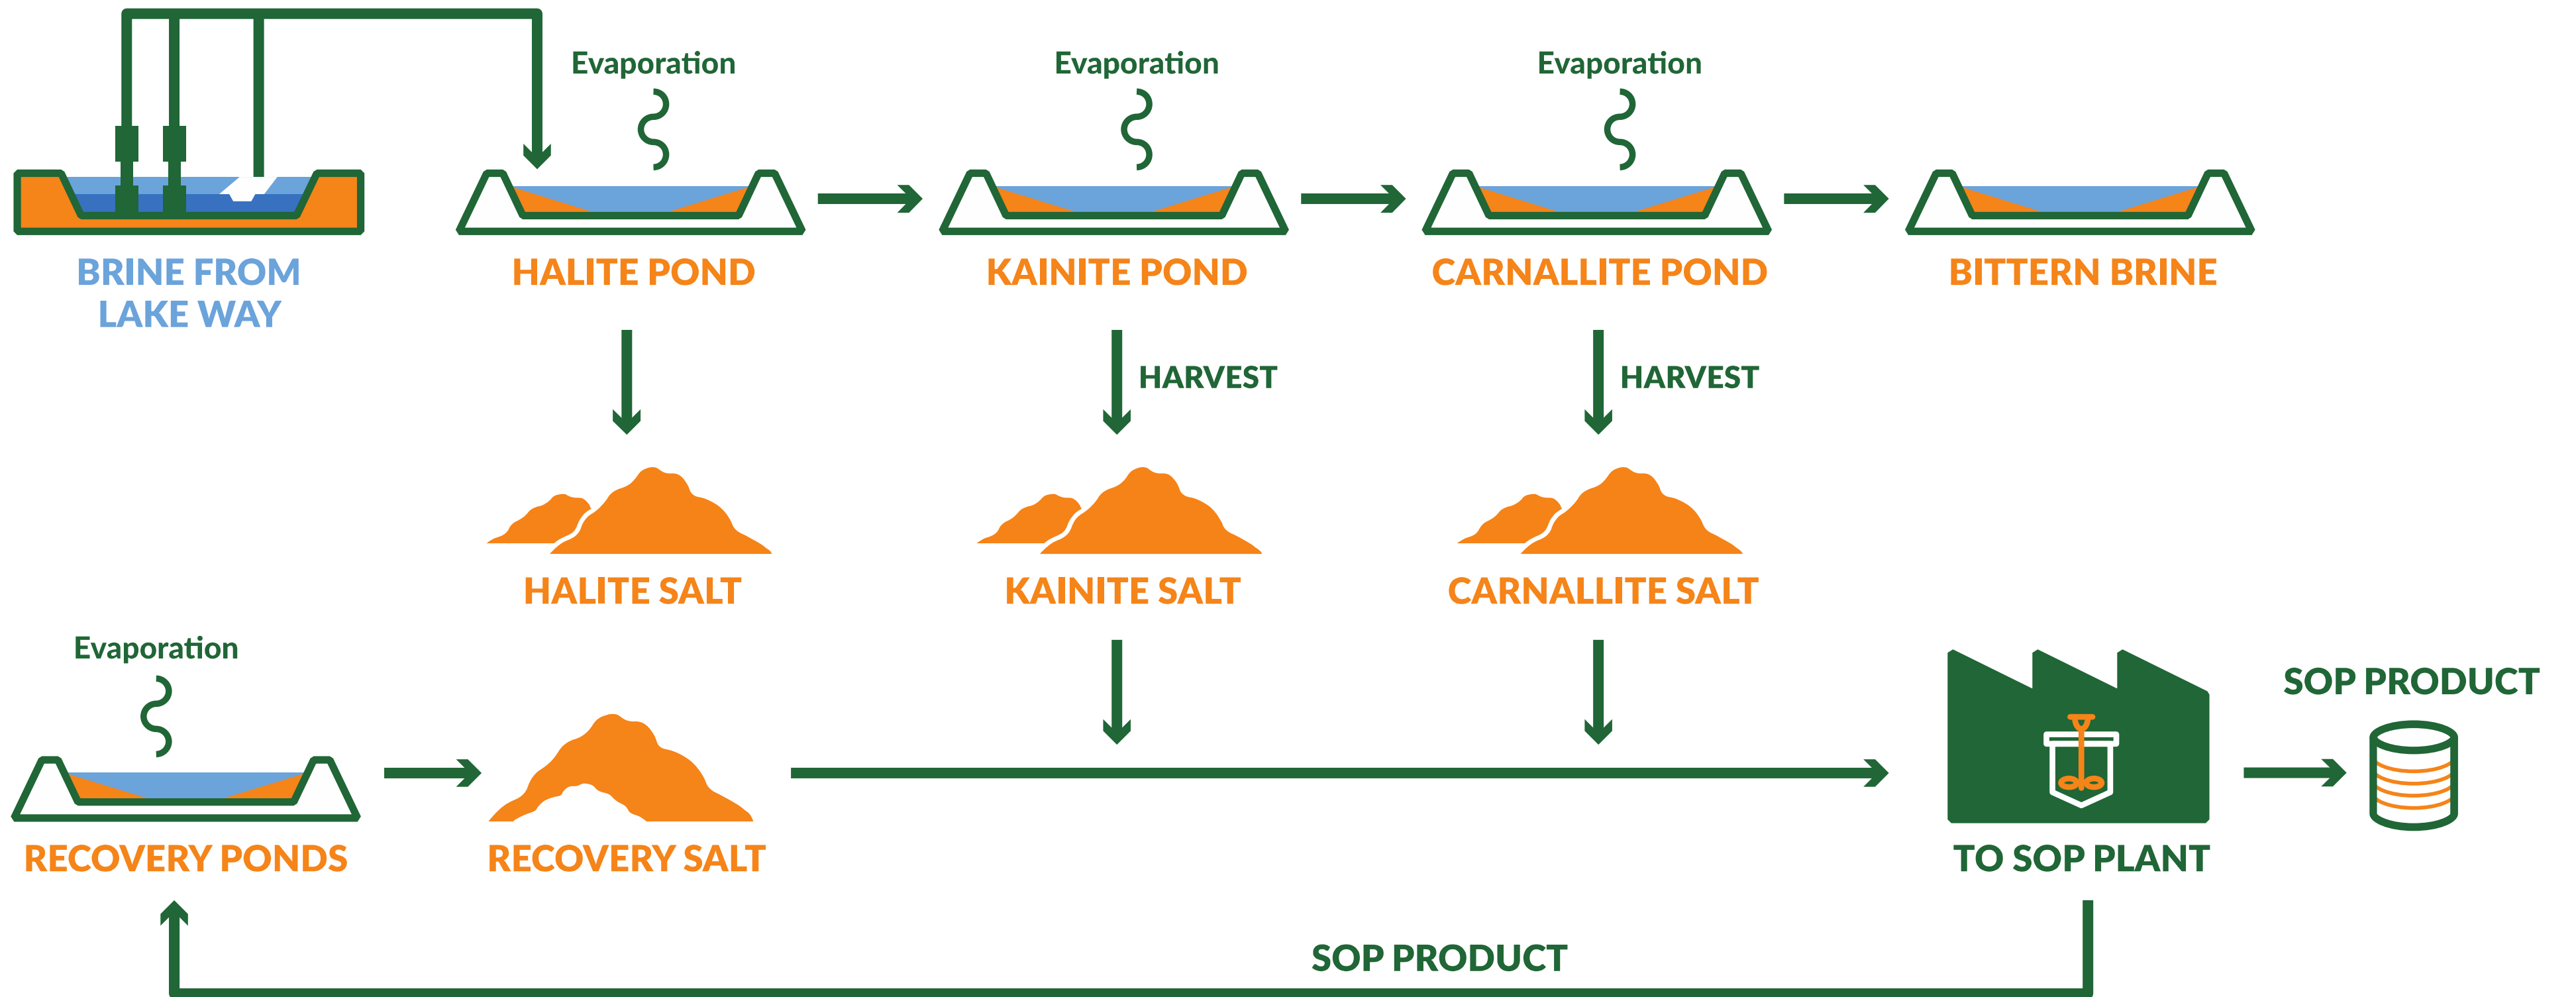 Evaporation
Evaporation
Evaporation
BRINE FROM
LAKE WAY
HALITE POND
KAINITE POND
CARNALLITE POND
BITTERN BRINE
HARVEST
HARVEST
HALITE SALT
KAINITE SALT
CARNALLITE SALT
Evaporation
SOP PRODUCT
RECOVERY PONDS
RECOVERY SALT
TO SOP PLANT
SOP PRODUCT